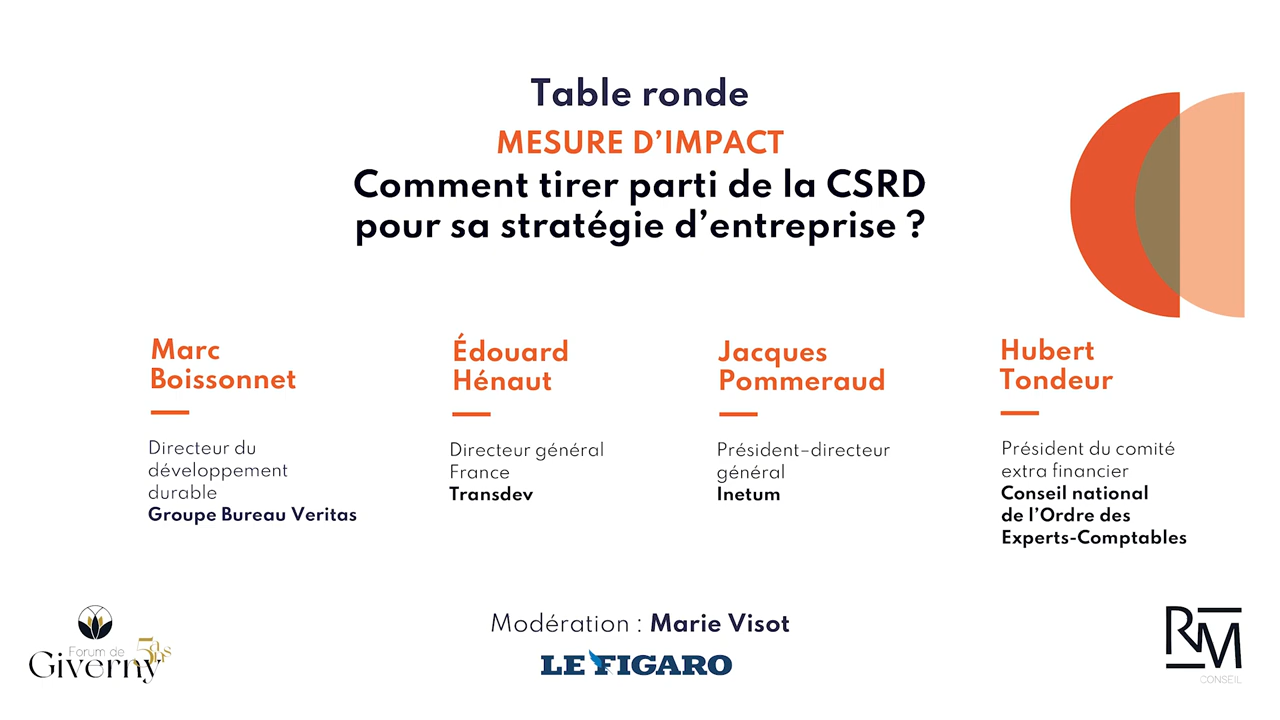 Table ronde
MESURE D’IMPACT
Comment tirer parti de la CSRD
pour sa stratégie d’entreprise ?
Marc
Boissonnet
Directeur du
développement
durable
Groupe Bureau Veritas
Édouard
Hénaut
Directeur général
France
Transdev
Jacques
Pommeraud
Président–directeur
général
Inetum
Hubert
Tondeur
Président du comité
extra financier
Conseil national
de l’Ordre des
Experts-Comptables
Forum de
Giverny
5ans
Modération : Marie Visot
LE FIGARO
RM
CONSEIL